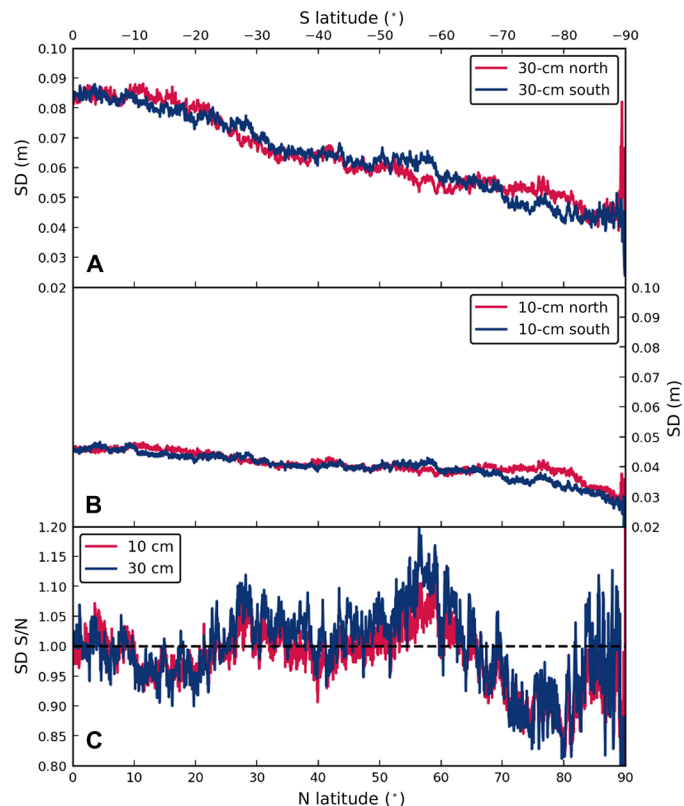 S latitude (°)
0 −10 −20 −30 −40 −50 −60 −70 −80 −90
0.10
0.09
0.08
0.07
0.06
0.05
0.04
0.03
0.02
SD (m)
30-cm north
30-cm south
A
10-cm north
10-cm south
0.10
0.09
0.08
0.07
0.06
0.05
0.04
0.03
0.02
SD (m)
B
1.20
1.15
1.10
1.05
1.00
0.95
0.90
0.85
0.80
SD S/N
10 cm
30 cm
C
0 10 20 30 40 50 60 70 80 90
N latitude (°)